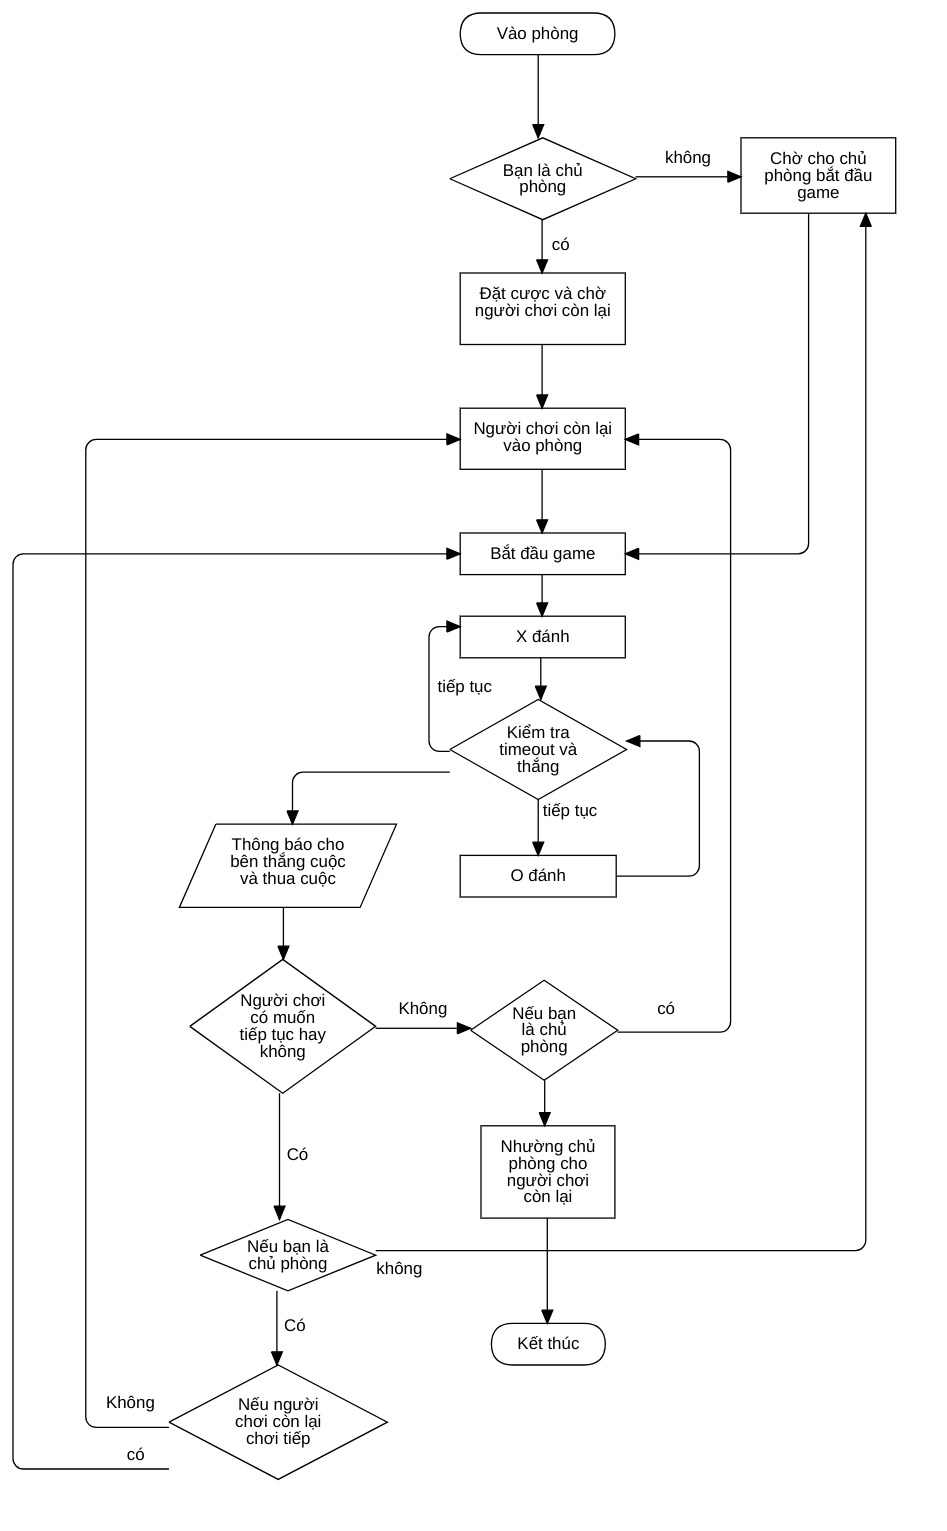 Vào phòng
Bạn là chủ
phòng
không
Chờ cho chủ
phòng bắt đầu
game
có
Đặt cược và chờ
người chơi còn lại
Người chơi còn lại
vào phòng
Bắt đầu game
X đánh
tiếp tục
Kiểm tra
timeout và
thắng
tiếp tục
O đánh
Thông báo cho
bên thắng cuộc
và thua cuộc
Người chơi
có muốn
tiếp tục hay
không
Không
Nếu bạn
là chủ
phòng
có
Nhường chủ
phòng cho
người chơi
còn lại
Có
Nếu bạn là
chủ phòng
không
Kết thúc
Có
Nếu người
chơi còn lại
chơi tiếp
Không
có